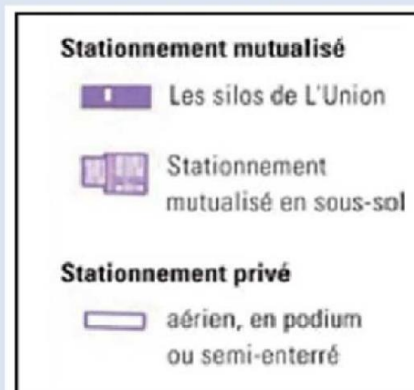 Stationnement mutualisé
Les silos de L'Union
Stationnement
mutualisé en sous-sol
Stationnement privé
aérien, en podium
ou semi-enterré